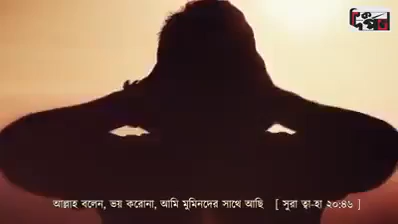 আল্লাহ বলেন, ভয় করোনা, আমি মুমিনদের সাথে আছি [ সুরা ত্বা-হা ২০:৪৬ ]